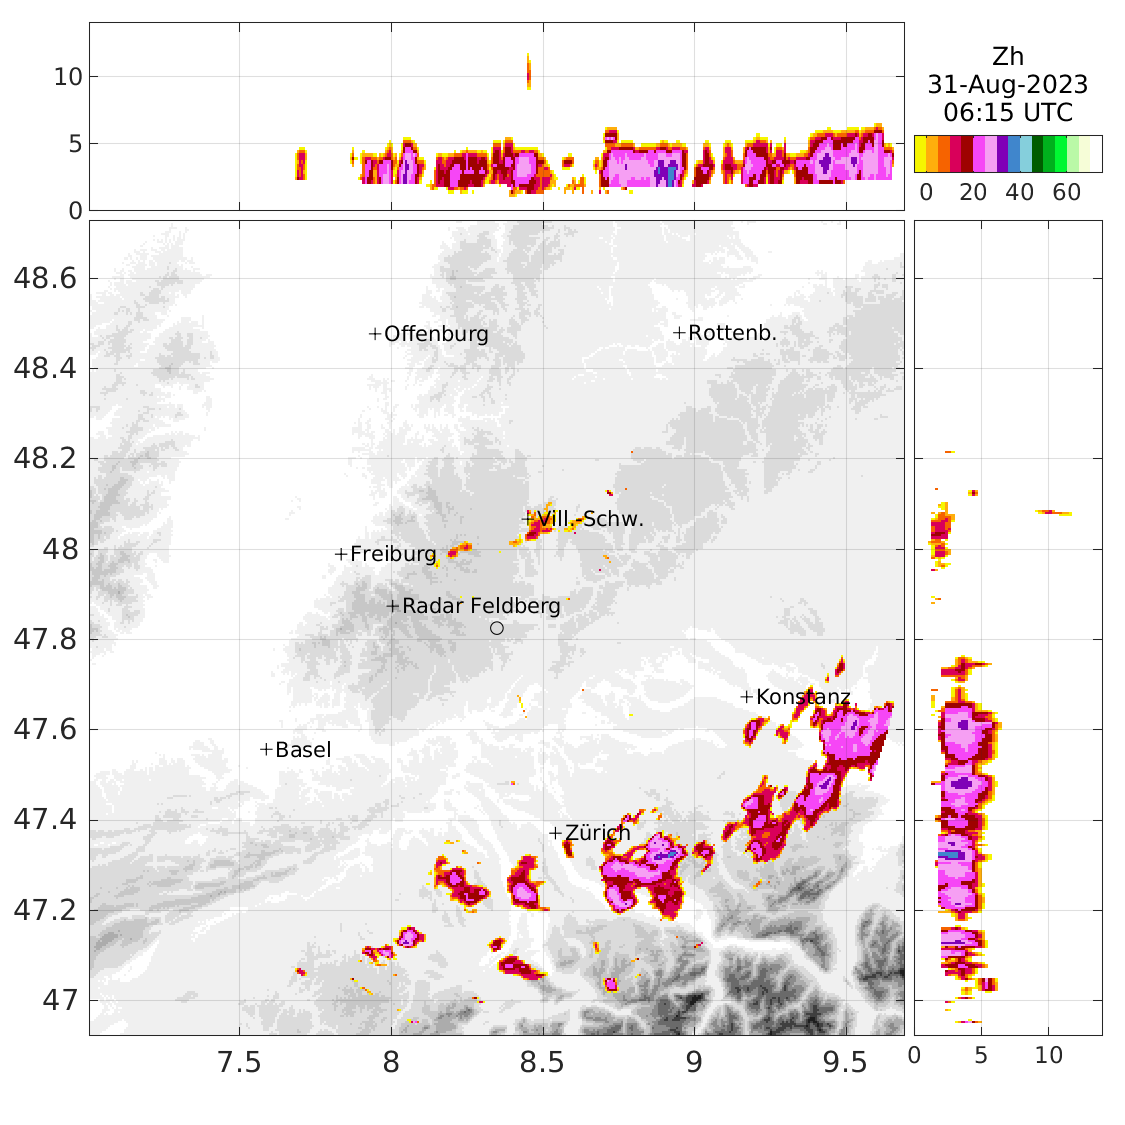 10
5
0
Zh
31-Aug-2023
06:15 UTC
0 20 40 60
48.6
48.4
48.2
48
47.8
47.6
47.4
47.2
47
+Offenburg
+Rottenb.
+Vill.-Schw.
+Freiburg
+Radar Feldberg
+Konstanz
+Basel
+Zürich
7.5 8 8.5 9 9.5
0 5 10